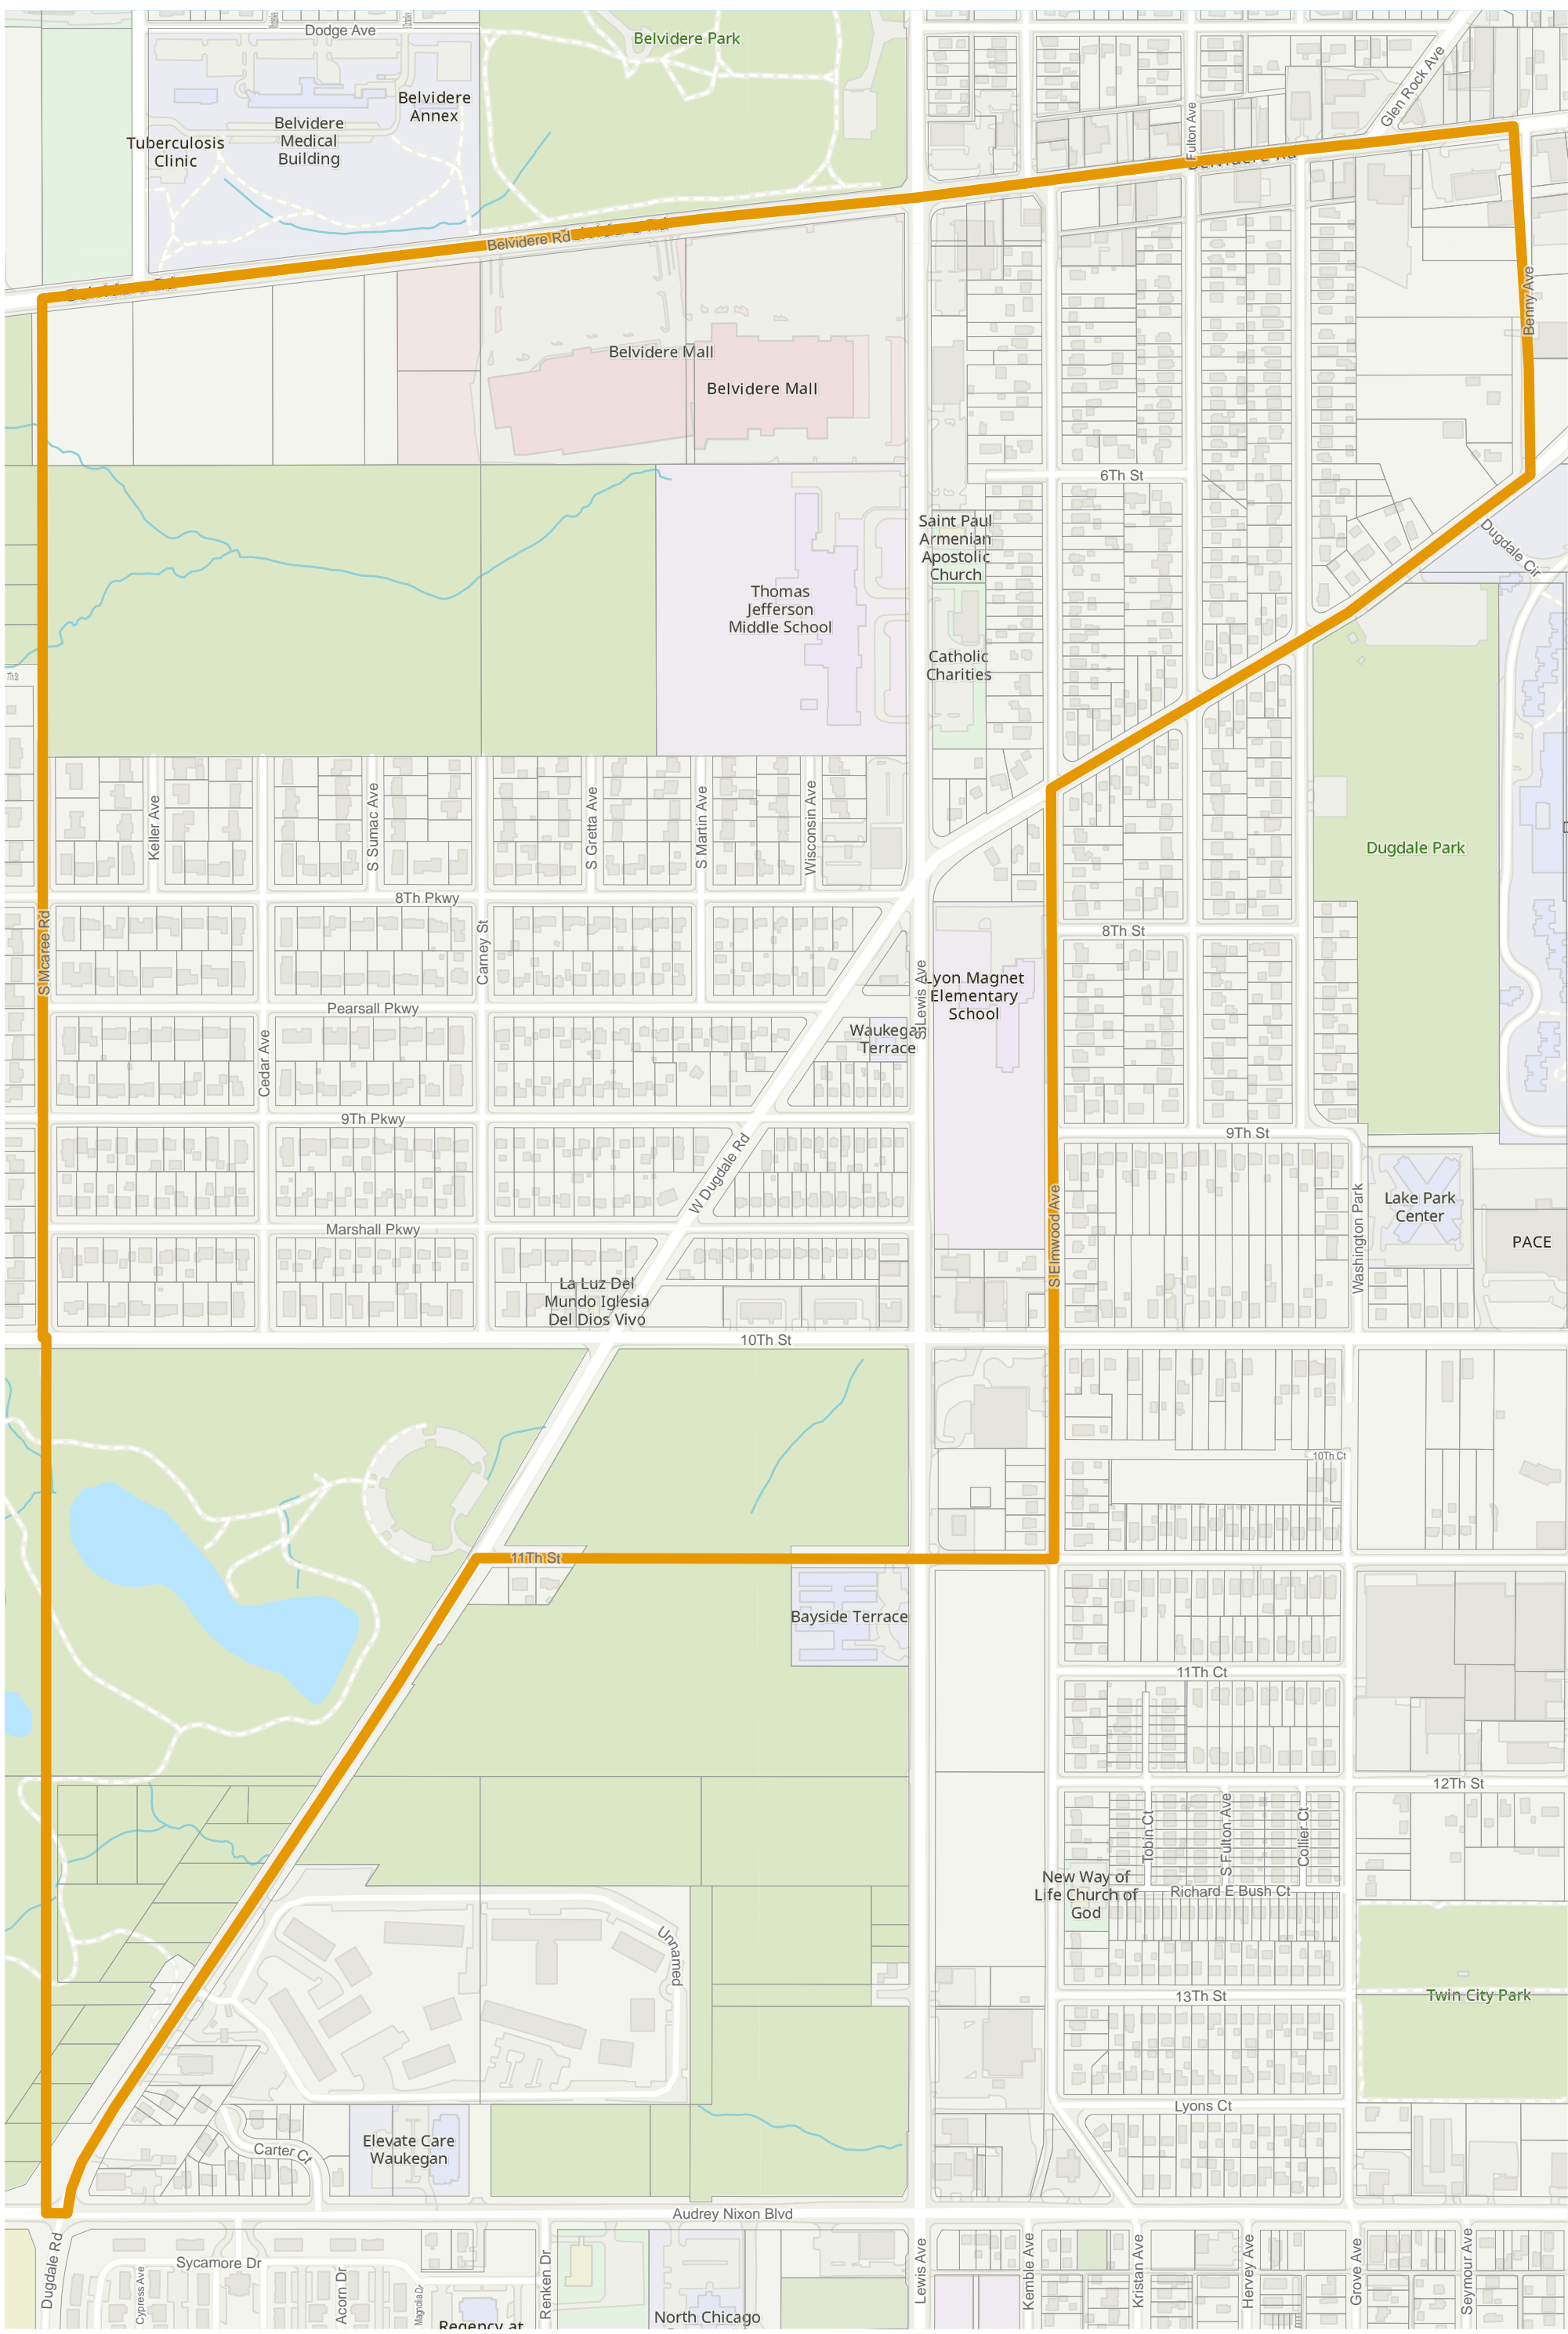 Dodge Ave
Belvidere Park
Glen Rock Ave
Belvidere
Annex
Belvidere
Medical
Building
Tuberculosis
Clinic
Fulton Ave
Belvidere Rd
Belvidere Rd
Belvidere Rd
Benny Ave
Belvidere Mall
Belvidere Mall
6Th St
Saint Paul
Armenian
Apostolic
Church
Dugdale Cir
Thomas
Jefferson
Middle School
Catholic
Charities
Keller Ave
S Sumac Ave
S Gretta Ave
S Martin Ave
Wisconsin Ave
Dugdale Park
8Th Pkwy
S Mcaree Rd
Carney St
8Th St
S Lewis Ave
Lyon Magnet
Elementary
School
Pearsall Pkwy
Waukegan
Terrace
Cedar Ave
9Th Pkwy
9Th St
W Dugdale Rd
S Elmwood Ave
Washington Park
Lake Park
Center
PACE
Marshall Pkwy
La Luz Del
Mundo Iglesia
Del Dios Vivo
10Th St
10Th Ct
11Th St
Bayside Terrace
11Th Ct
12Th St
Tobin Ct
S Fulton Ave
Collier Ct
New Way of
Life Church of
God
Richard E Bush Ct
Unnamed
13Th St
Twin City Park
Lyons Ct
Elevate Care
Waukegan
Carter Ct
Audrey Nixon Blvd
Dugdale Rd
Sycamore Dr
Cypress Ave
Acorn Dr
Magnolia Dr
Renken Dr
Lewis Ave
Kemble Ave
Kristan Ave
Hervey Ave
Grove Ave
Seymour Ave
North Chicago
Regency at